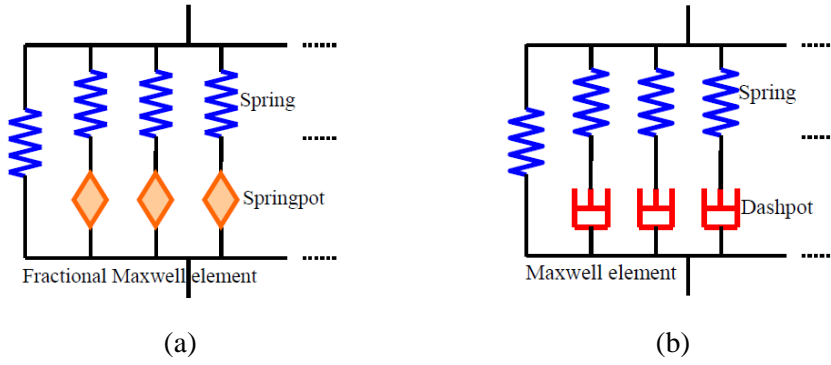 Spring
Springpot
Fractional Maxwell element
(a)
Spring
Dashpot
Maxwell element
(b)